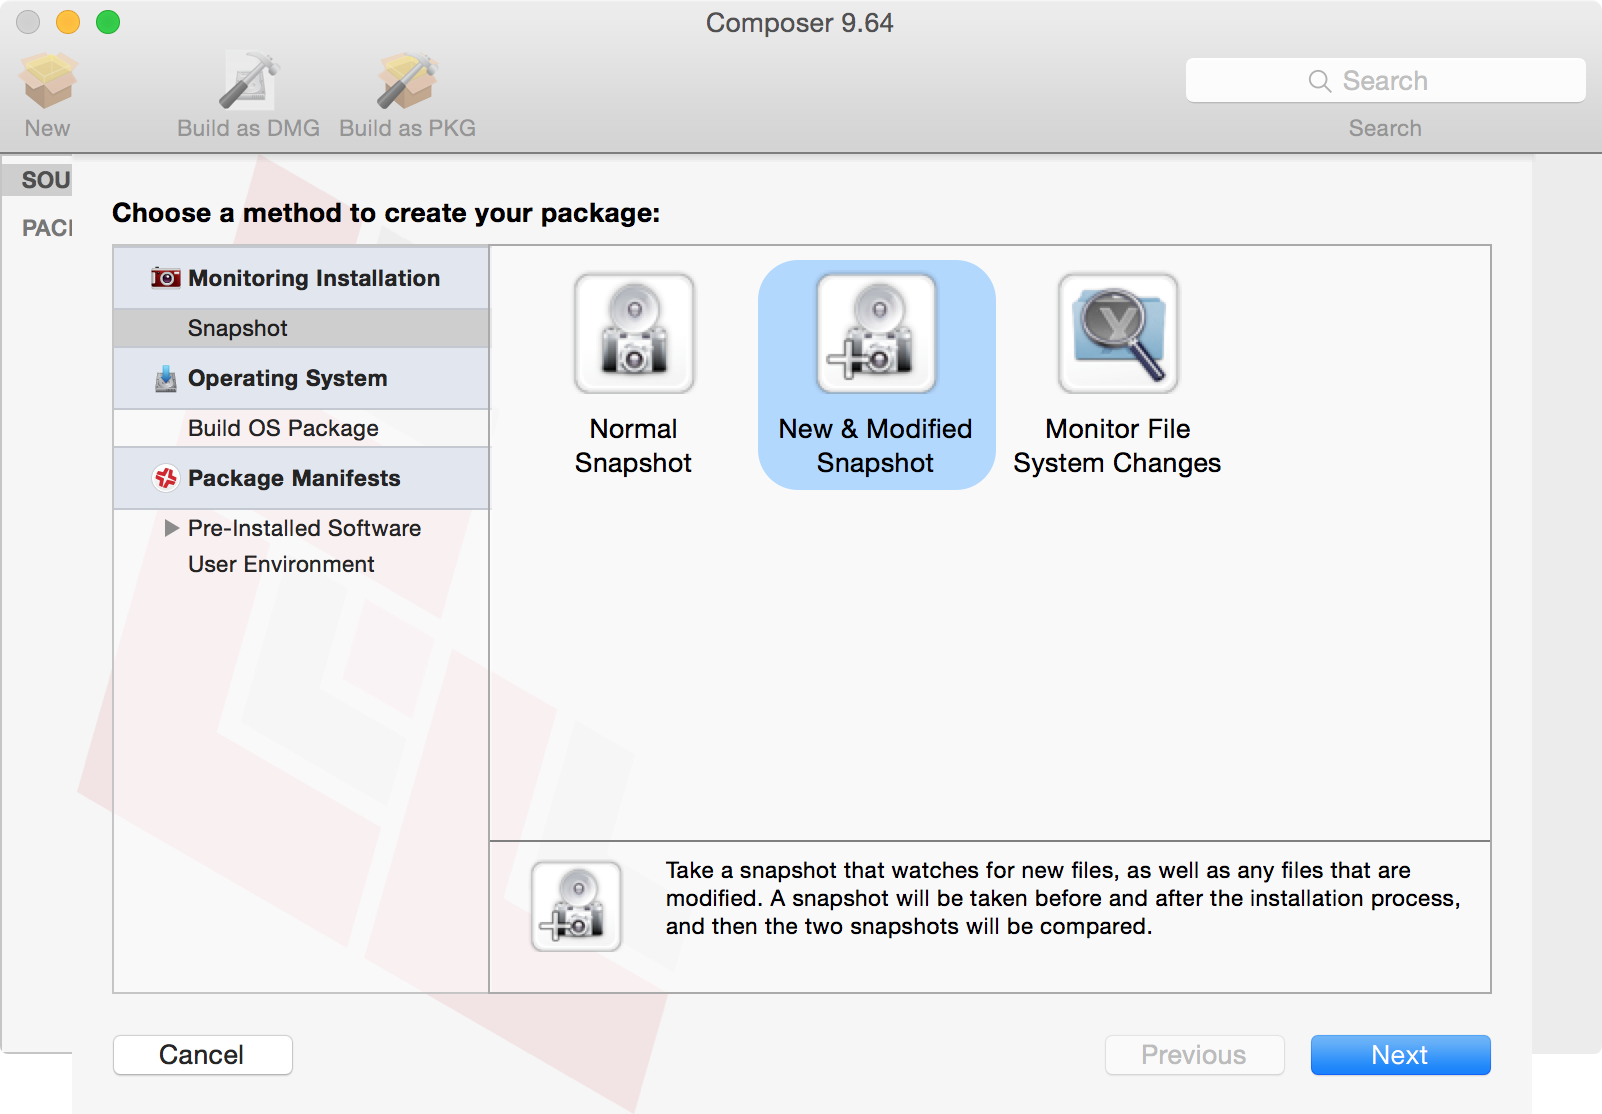 Composer 9.64
New
Build as DMG
Build as PKG
Search
Search
SOU
PACI
Choose a method to create your package:
Monitoring Installation
Snapshot
Operating System
Build OS Package
Package Manifests
Pre-Installed Software
User Environment
Normal
Snapshot
New & Modified
Snapshot
Monitor File
System Changes
Take a snapshot that watches for new files, as well as any files that are
modified. A snapshot will be taken before and after the installation process,
and then the two snapshots will be compared.
Cancel
Previous
Next